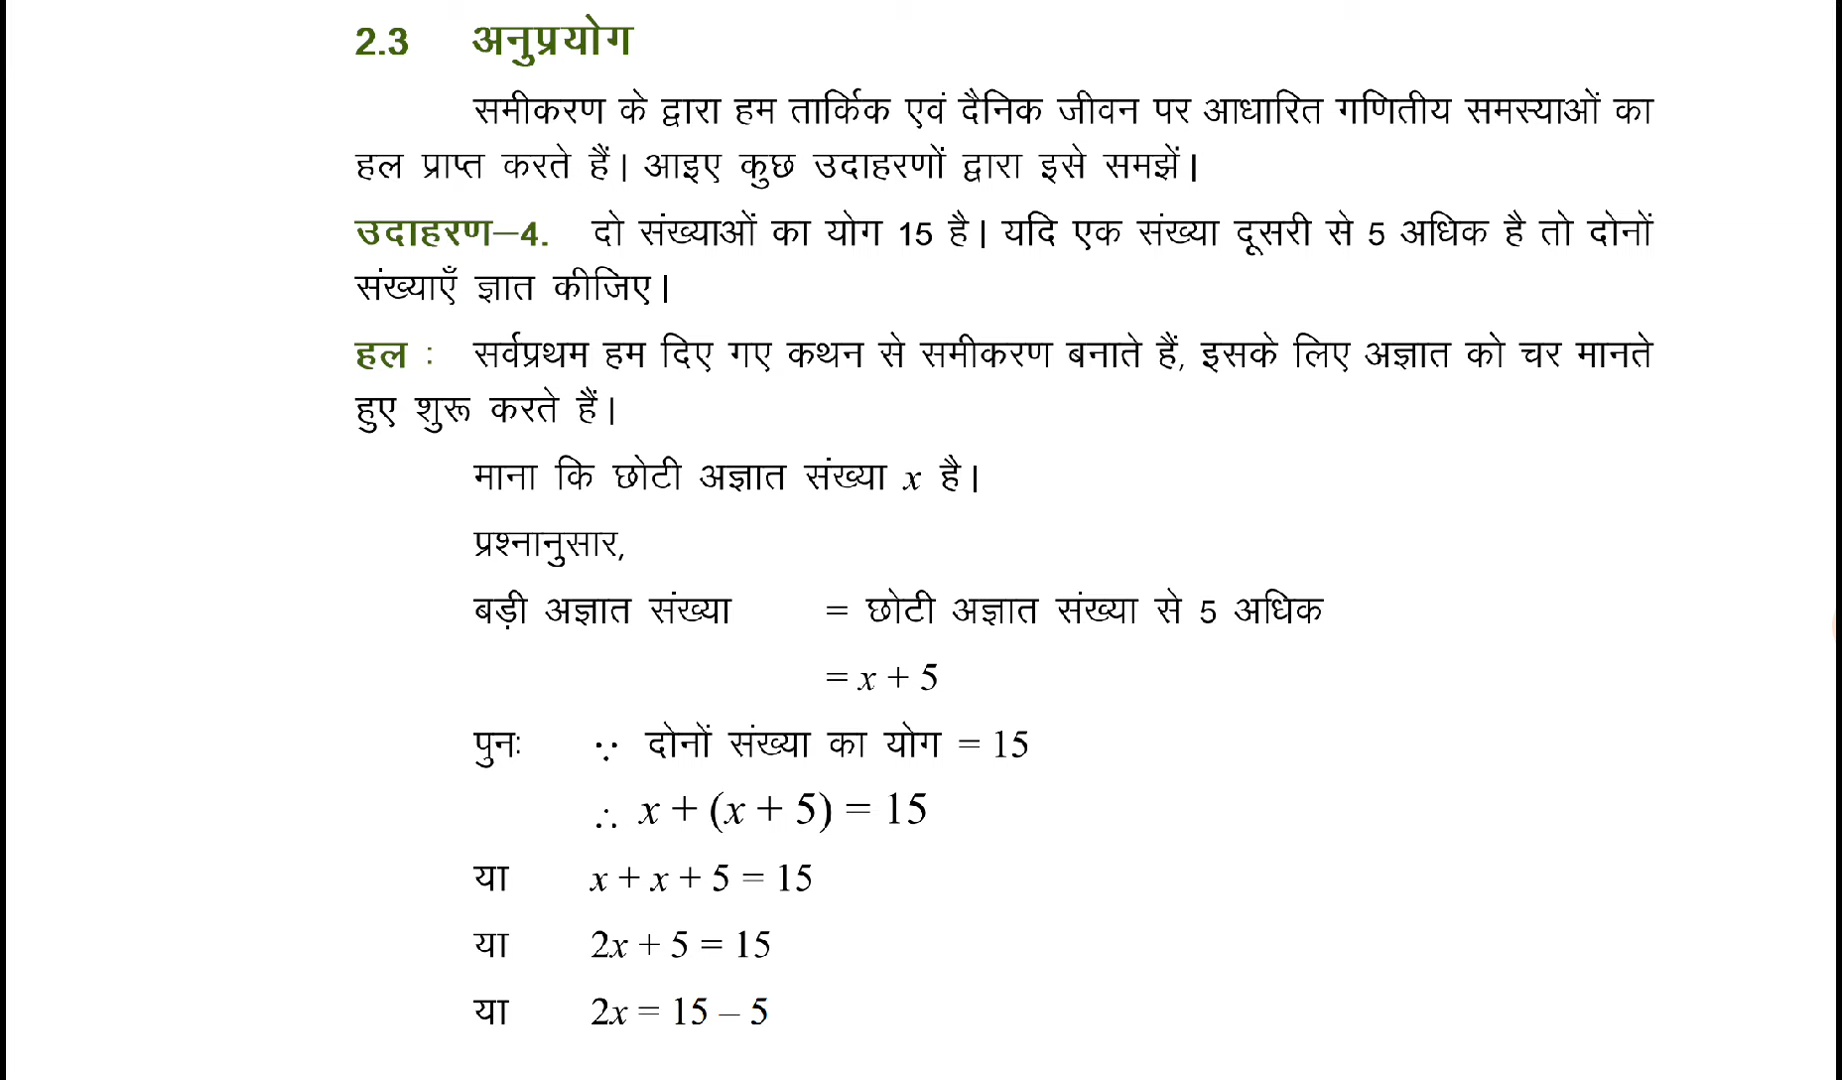 2.3 अनुप्रयोग
समीकरण के द्वारा हम तार्किक एवं दैनिक जीवन पर आधारित गणितीय समस्याओं का
हल प्राप्त करते हैं। आइए कुछ उदाहरणों द्वारा इसे समझें।
उदाहरण–4. दो संख्याओं का योग 15 है। यदि एक संख्या दूसरी से 5 अधिक है तो दोनों
संख्याएँ ज्ञात कीजिए।
हल : सर्वप्रथम हम दिए गए कथन से समीकरण बनाते हैं, इसके लिए अज्ञात को चर मानते
हुए शुरू करते हैं।
माना कि छोटी अज्ञात संख्या x है।
प्रश्नानुसार,
बड़ी अज्ञात संख्या = छोटी अज्ञात संख्या से 5 अधिक
= x + 5
पुनः ∵ दोनों संख्या का योग = 15
∴ x + (x + 5) = 15
या x + x + 5 = 15
या 2x + 5 = 15
या 2x = 15 – 5